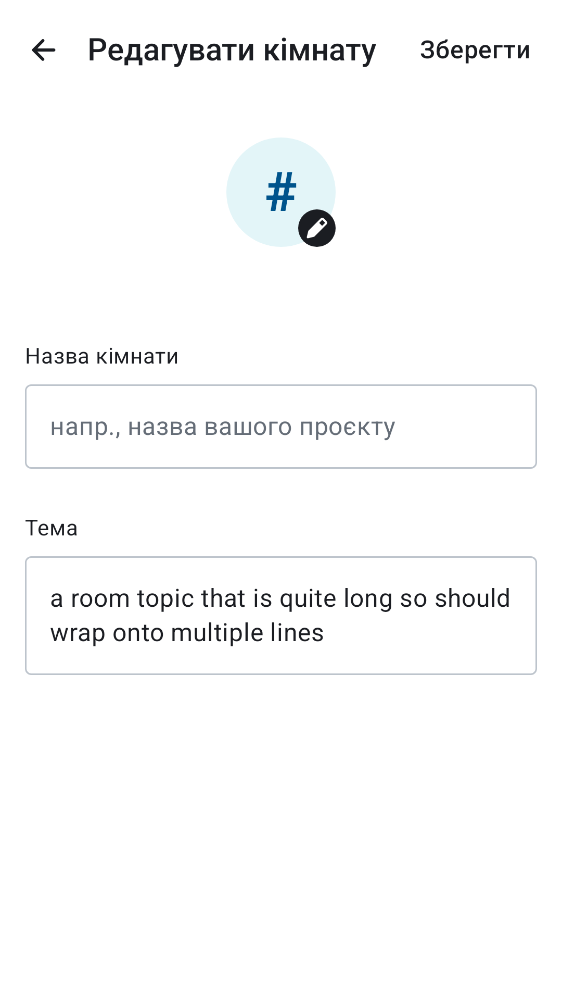 Редагувати кімнату Зберегти
#
Назва кімнати
напр., назва вашого проєкту
Тема
a room topic that is quite long so should
wrap onto multiple lines